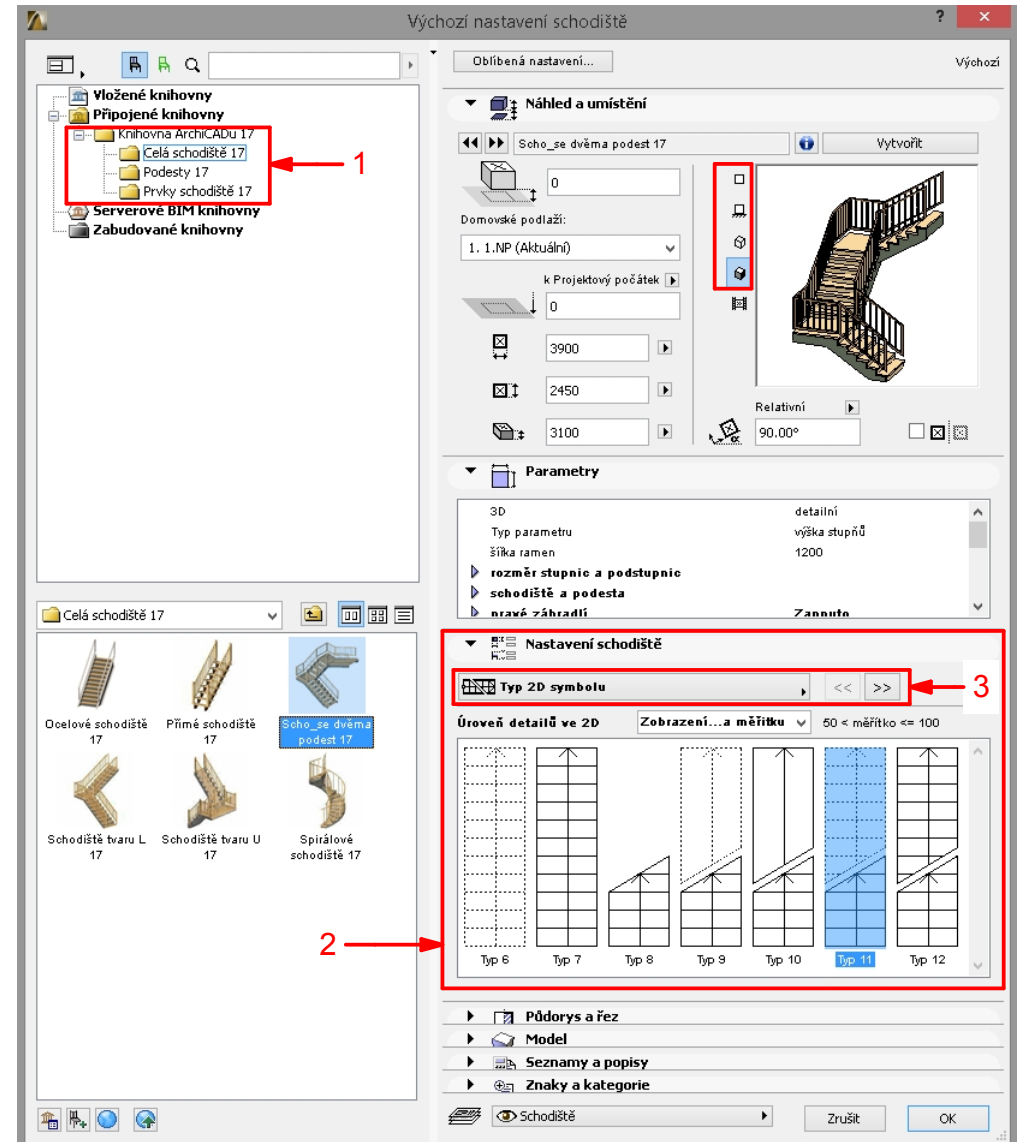 Výchozí nastavení schodiště
?
×
Vložené knihovny
Připojené knihovny
Knihovna ArchiCADu 17
Celá schodiště 17
Podesty 17
Prvky schodiště 17
Serverové BIM knihovny
Zabudované knihovny
1
Celá schodiště 17
Ocelové schodiště 17
Přímé schodiště 17
Scho_se dvěma podest 17
Schodiště tvaru L 17
Schodiště tvaru U 17
Spirálové schodiště 17
2
Oblíbená nastavení...
Výchozí
Náhled a umístění
Scho_se dvěma podest 17
Vytvořit
0
Domovské podlaží:
1. 1.NP (Aktuální)
k Projektový počátek
0
3900
2450
3100
Relativní
α
90.00°
Parametry
3D detailní
Typ parametru výška stupňů
šířka ramen 1200
rozměr stupnic a podstupnic
schodiště a podesta
pravé zábradlí Zapnuto
Nastavení schodiště
Typ 2D symbolu
<< >>
3
Úroveň detailů ve 2D Zobrazení...a měřítku 50 < měřítko <= 100
Typ 6 Typ 7 Typ 8 Typ 9 Typ 10 Typ 11 Typ 12
Půdorys a řez
Model
Seznamy a popisy
Znaky a kategorie
Schodiště
Zrušit
OK